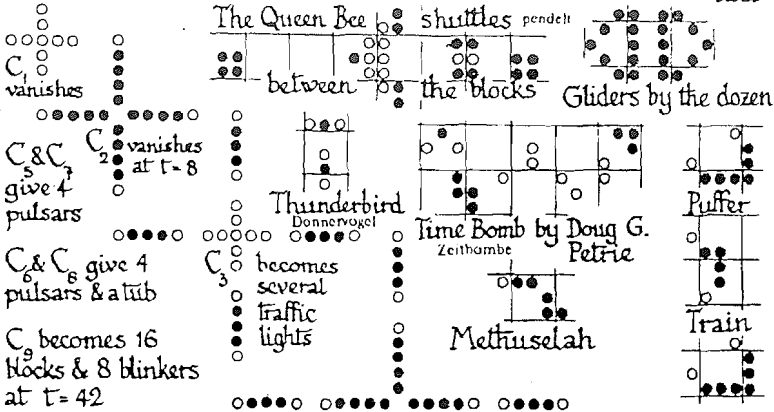 The Queen Bee shuttles pendelt
between the blocks
Gliders by the dozen
C1
vanishes
C2 vanishes
at t=8
C5 & C7
give 4
pulsars
Thunderbird
Donnervogel
Time Bomb by Doug G.
Petrie
Zeitbombe
Puffer
C6 & C8 give 4
pulsars & a tub
C3 becomes
several
traffic
lights
Methuselah
Train
C9 becomes 16
blocks & 8 blinkers
at t=42